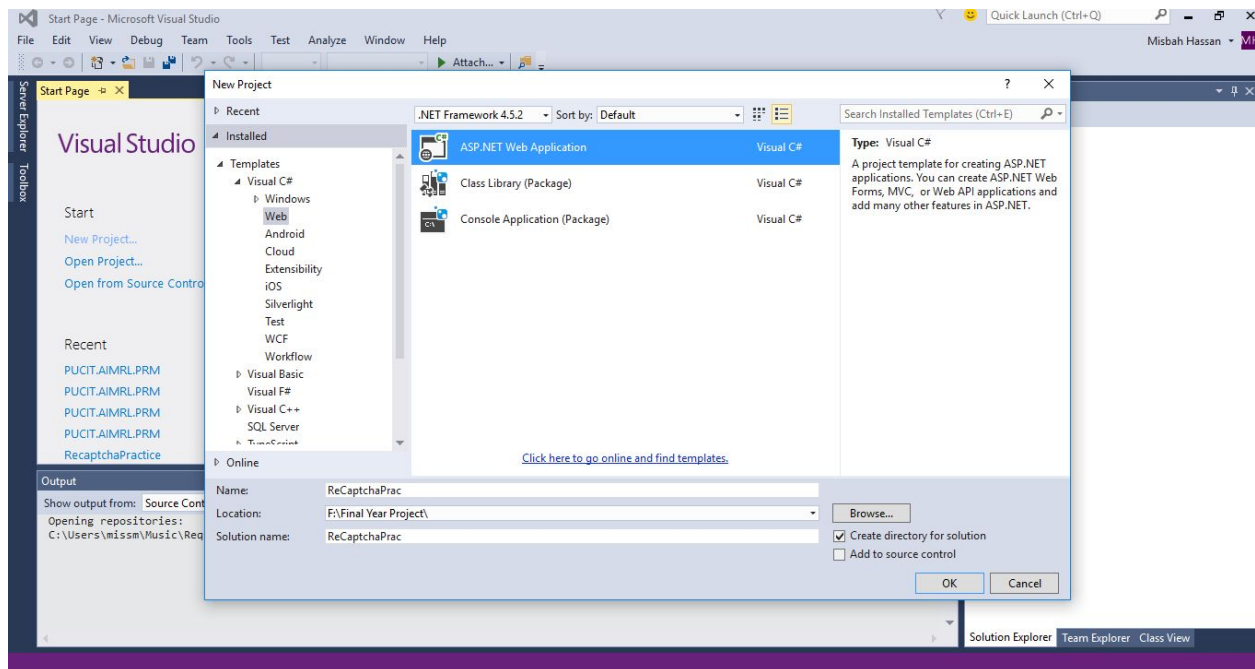 Start Page - Microsoft Visual Studio
Quick Launch (Ctrl+Q)
File Edit View Debug Team Tools Test Analyze Window Help
Misbah Hassan
MH
Attach...
Server Explorer
Toolbox
Start Page
Visual Studio
Start
New Project...
Open Project...
Open from Source Contro
Recent
PUCIT.AIMRL.PRM
PUCIT.AIMRL.PRM
PUCIT.AIMRL.PRM
PUCIT.AIMRL.PRM
RecaptchaPractice
Output
Show output from: Source Cont
Opening repositories:
C:\Users\missm\Music\Req
New Project
?
Recent
Installed
Templates
Visual C#
Windows
Web
Android
Cloud
Extensibility
iOS
Silverlight
Test
WCF
Workflow
Visual Basic
Visual F#
Visual C++
SQL Server
TypeScript
Online
.NET Framework 4.5.2 Sort by: Default
ASP.NET Web Application Visual C#
Class Library (Package) Visual C#
Console Application (Package) Visual C#
Click here to go online and find templates.
Search Installed Templates (Ctrl+E)
Type: Visual C#
A project template for creating ASP.NET
applications. You can create ASP.NET Web
Forms, MVC, or Web API applications and
add many other features in ASP.NET.
Name: ReCaptchaPrac
Location: F:\Final Year Project\
Browse...
Solution name: ReCaptchaPrac
Create directory for solution
Add to source control
OK Cancel
Solution Explorer Team Explorer Class View